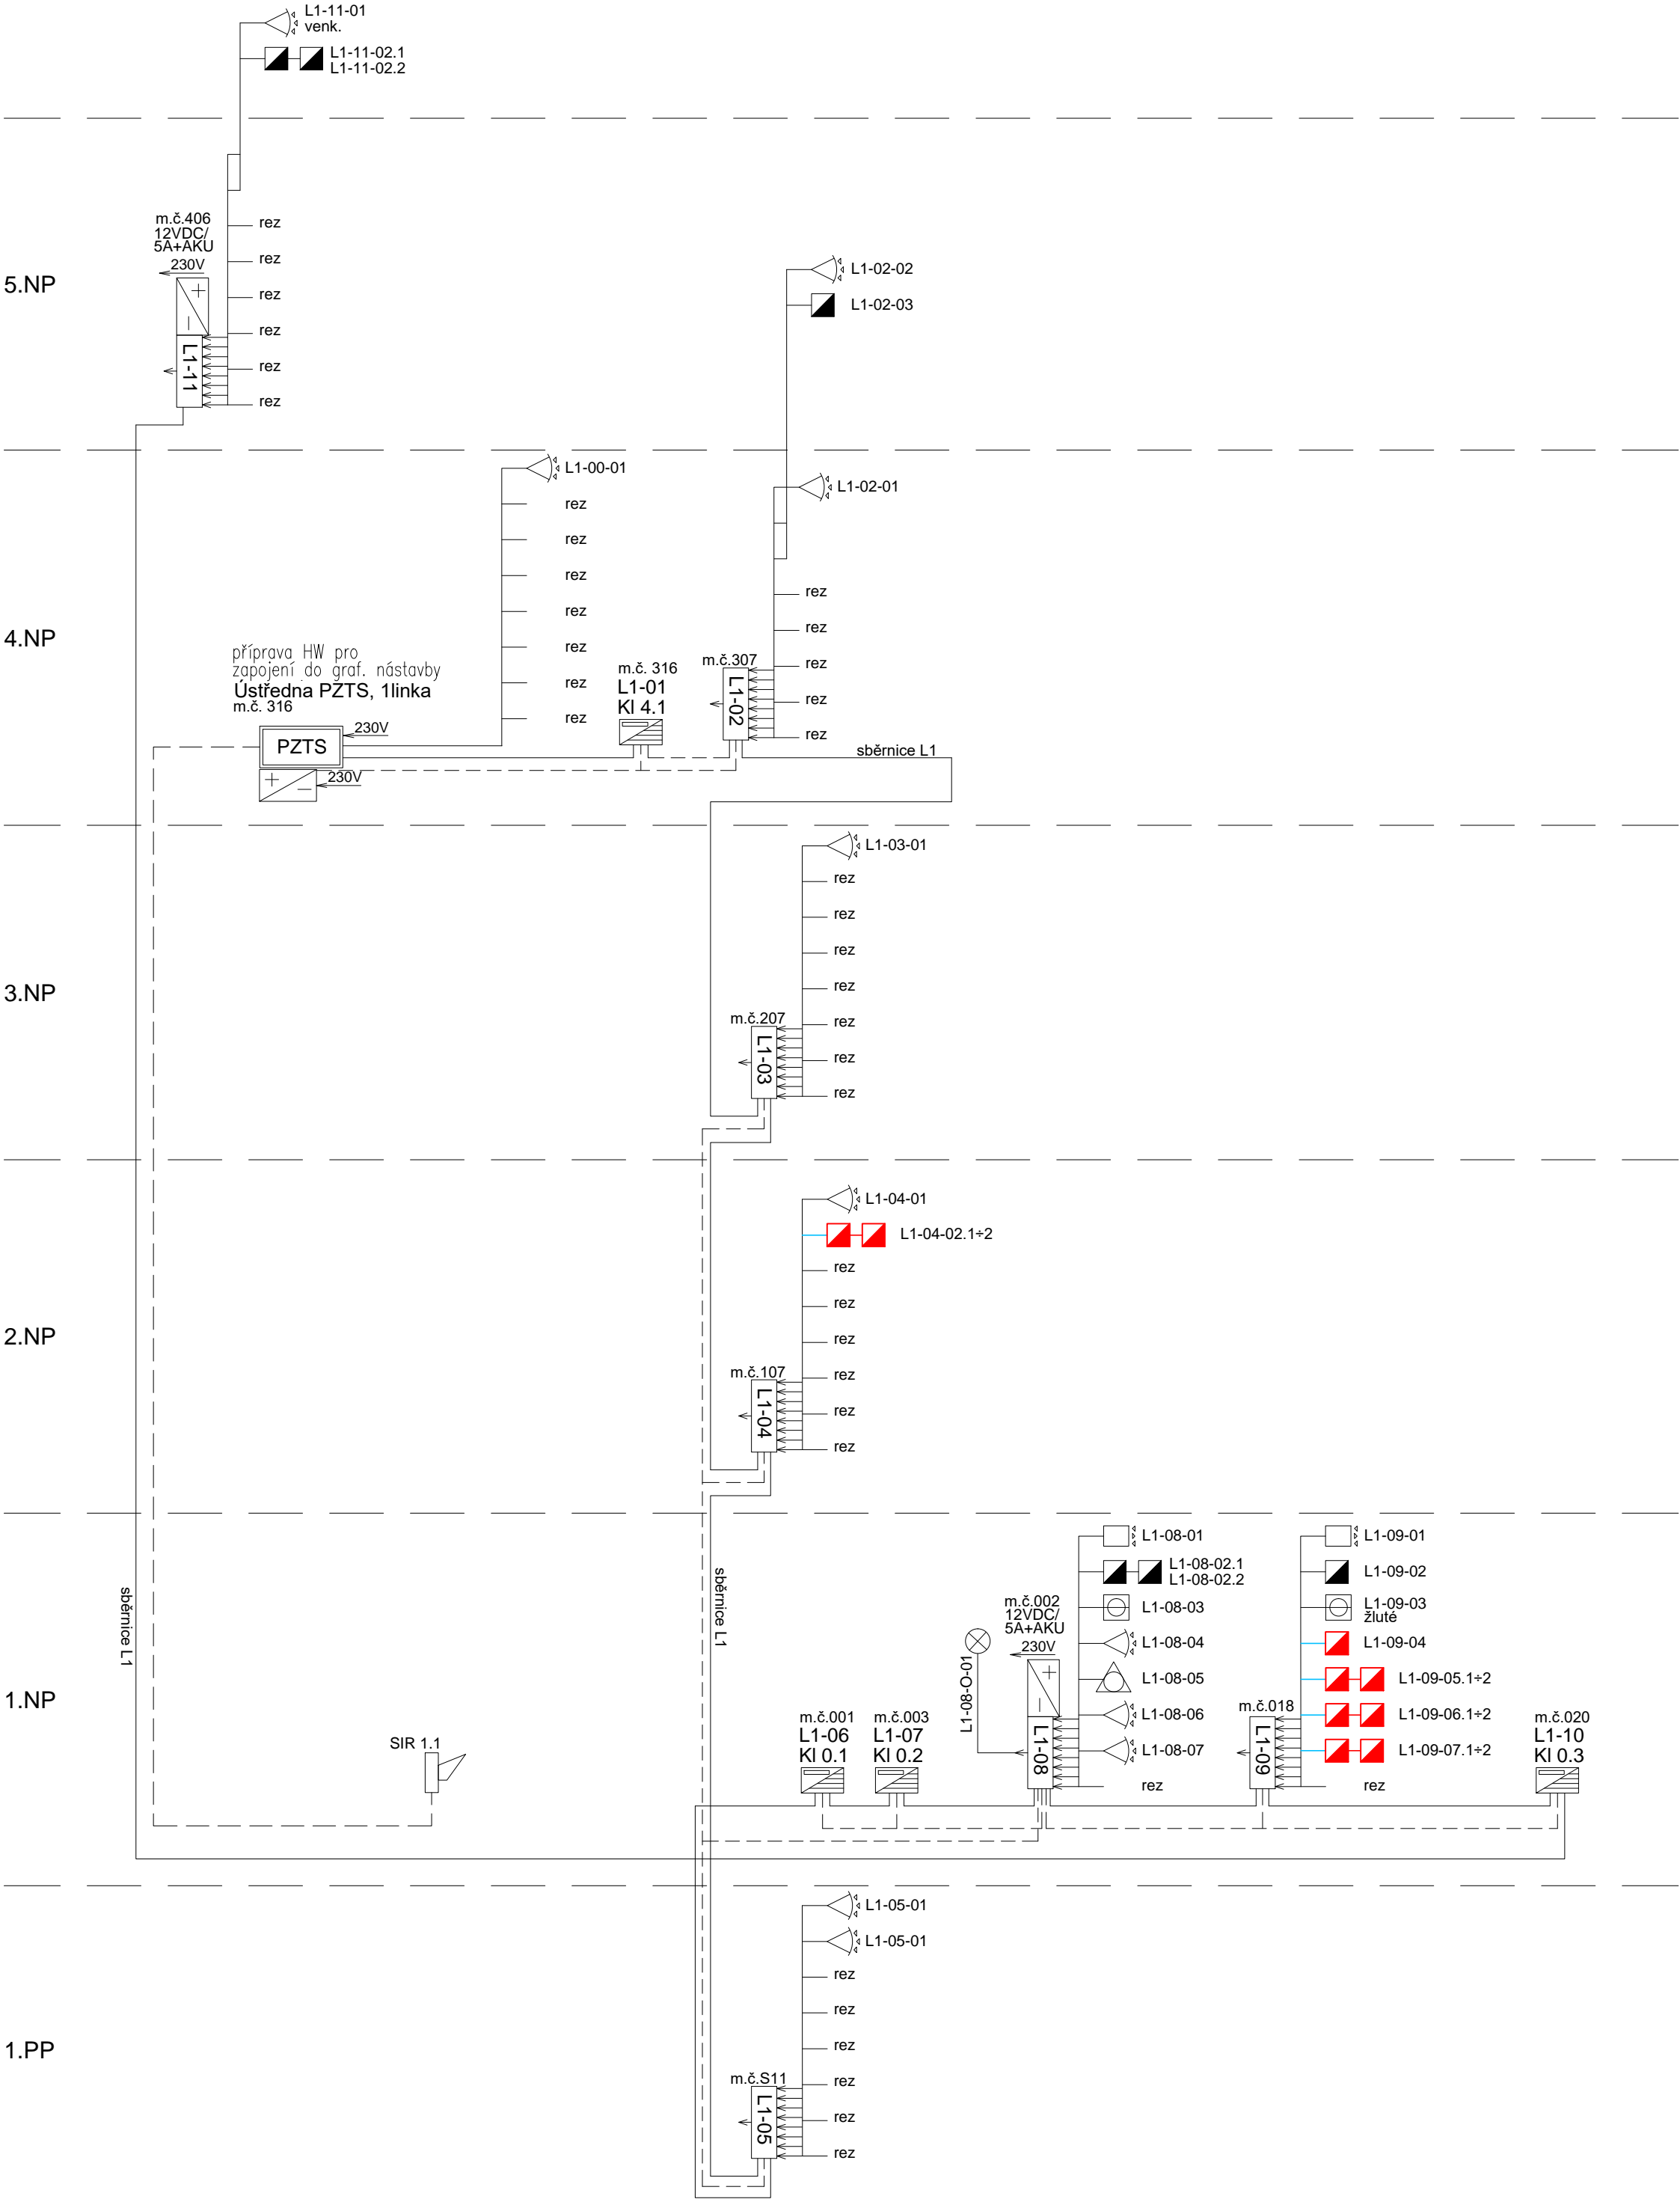 L1-11-01
venk.
L1-11-02.1
L1-11-02.2
5.NP
m.č.406
12VDC/
5A+AKU
230V
L1-11
rez
rez
rez
rez
rez
rez
L1-02-02
L1-02-03
4.NP
příprava HW pro
zapojení do graf. nástavby
Ústředna PZTS, 1linka
m.č. 316
PZTS
230V
230V
L1-00-01
rez
rez
rez
rez
rez
rez
rez
m.č. 316
L1-01
Kl 4.1
m.č.307
L1-02
L1-02-01
rez
rez
rez
rez
rez
sběrnice L1
3.NP
L1-03-01
rez
rez
rez
rez
rez
rez
rez
m.č.207
L1-03
2.NP
L1-04-01
L1-04-02.1÷2
rez
rez
rez
rez
rez
rez
m.č.107
L1-04
1.NP
sběrnice L1
SIR 1.1
sběrnice L1
m.č.001
L1-06
Kl 0.1
m.č.003
L1-07
Kl 0.2
L1-08-O-01
m.č.002
12VDC/
5A+AKU
230V
L1-08
L1-08-01
L1-08-02.1
L1-08-02.2
L1-08-03
L1-08-04
L1-08-05
L1-08-06
L1-08-07
rez
m.č.018
L1-09
L1-09-01
L1-09-02
L1-09-03
žluté
L1-09-04
L1-09-05.1÷2
L1-09-06.1÷2
L1-09-07.1÷2
rez
m.č.020
L1-10
Kl 0.3
1.PP
L1-05-01
L1-05-01
rez
rez
rez
rez
rez
rez
m.č.S11
L1-05